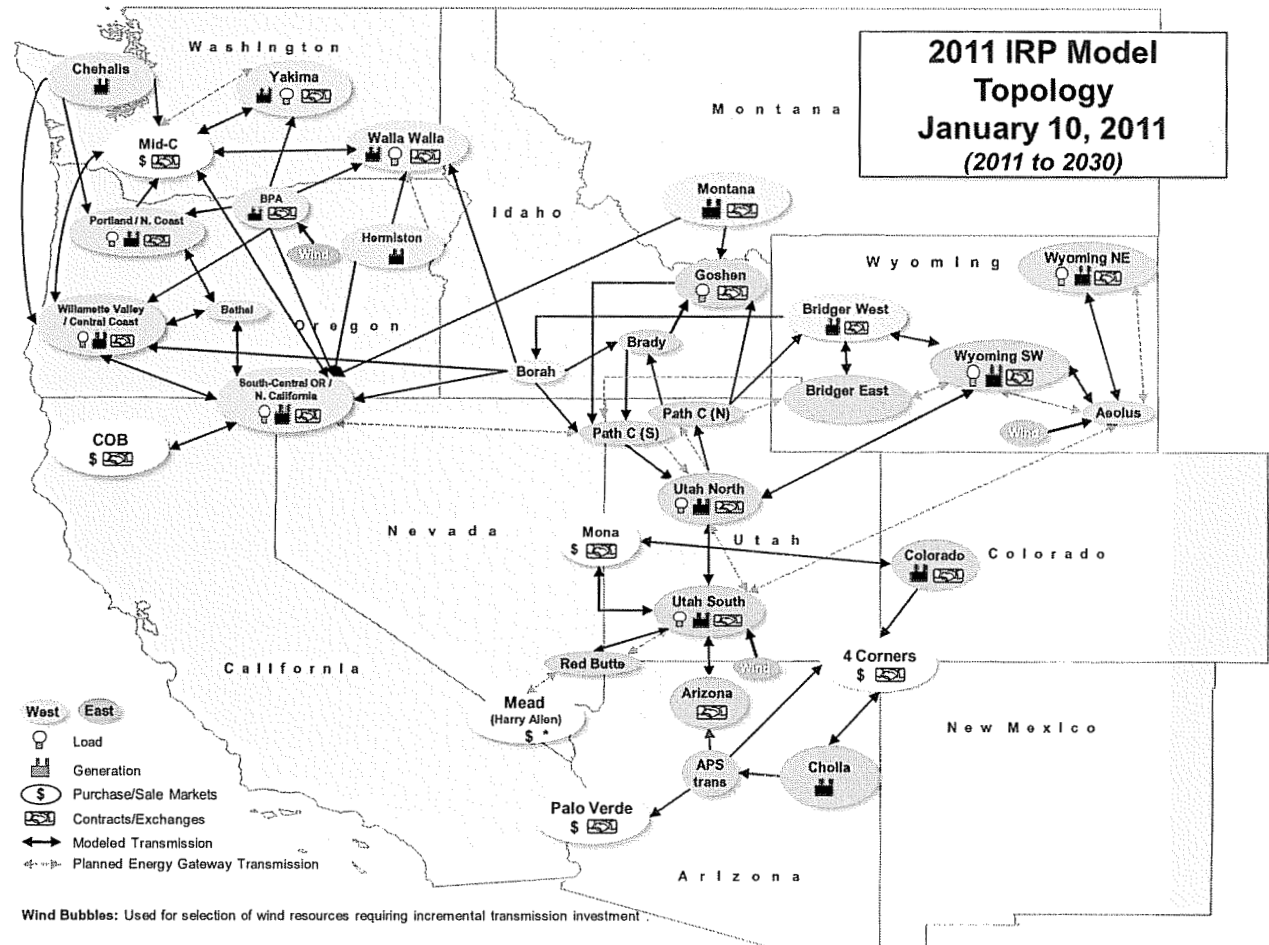 2011 IRP Model
Topology
January 10, 2011
(2011 to 2030)
Washington
Montana
Idaho
Oregon
Wyoming
Nevada
Utah
Colorado
California
New Mexico
Arizona
Chehalis
Yakima
Mid-C
$
Walla Walla
BPA
Portland / N. Coast
Wind
Hermiston
Montana
Goshen
Wyoming NE
Willamette Valley
/ Central Coast
Bethel
Bridger West
Brady
Wyoming SW
Borah
South-Central OR /
N. California
Bridger East
Path C (N)
Aeolus
Path C (S)
Wind
COB
$
Utah North
Mona
$
Colorado
Utah South
Red Butte
Wind
4 Corners
$
Mead
(Harry Allen)
$ *
Arizona
APS
trans
Cholla
Palo Verde
$
West East
Load
Generation
$ Purchase/Sale Markets
Contracts/Exchanges
Modeled Transmission
Planned Energy Gateway Transmission
Wind Bubbles: Used for selection of wind resources requiring incremental transmission investment .